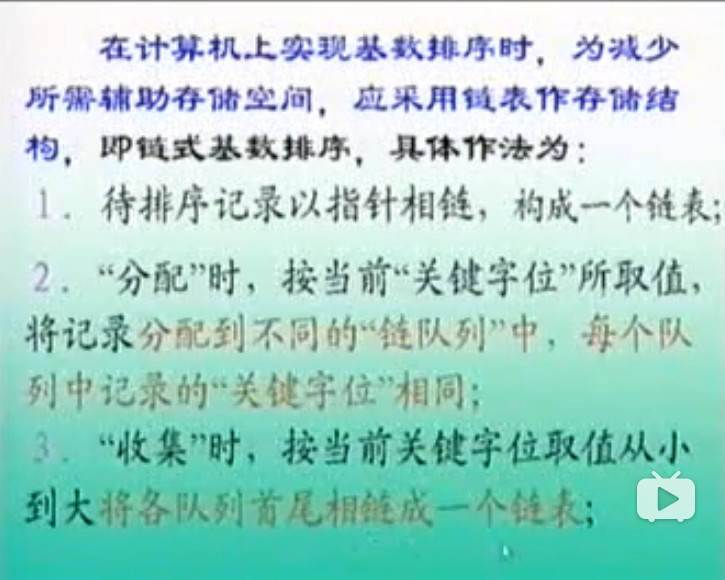 在计算机上实现基数排序时，为减少
所需辅助存储空间，应采用链表作存储结
构，即链式基数排序，具体作法为：
1．待排序记录以指针相链，构成一个链表；
2．“分配”时，按当前“关键字位”所取值，
将记录分配到不同的“链队列”中，每个队
列中记录的“关键字位”相同；
3．“收集”时，按当前关键字位取值从小
到大将各队列首尾相链成一个链表；